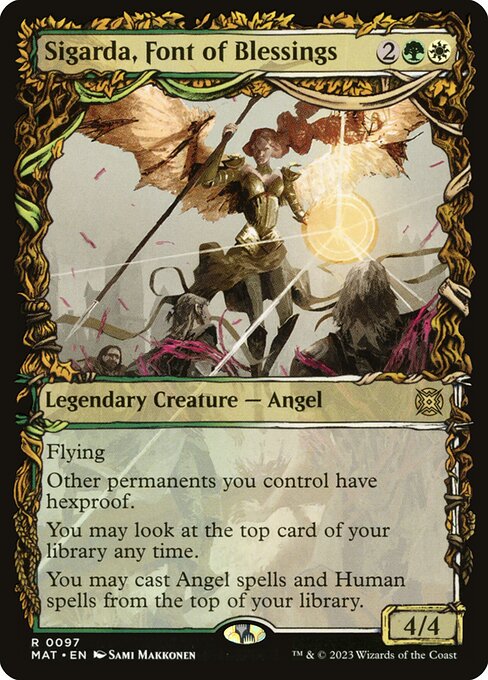 Sigarda, Font of Blessings 2
Legendary Creature — Angel
Flying
Other permanents you control have
hexproof.
You may look at the top card of your
library any time.
You may cast Angel spells and Human
spells from the top of your library.
4/4
R 0097
MAT • EN Sami Makkonen
™ & © 2023 Wizards of the Coast